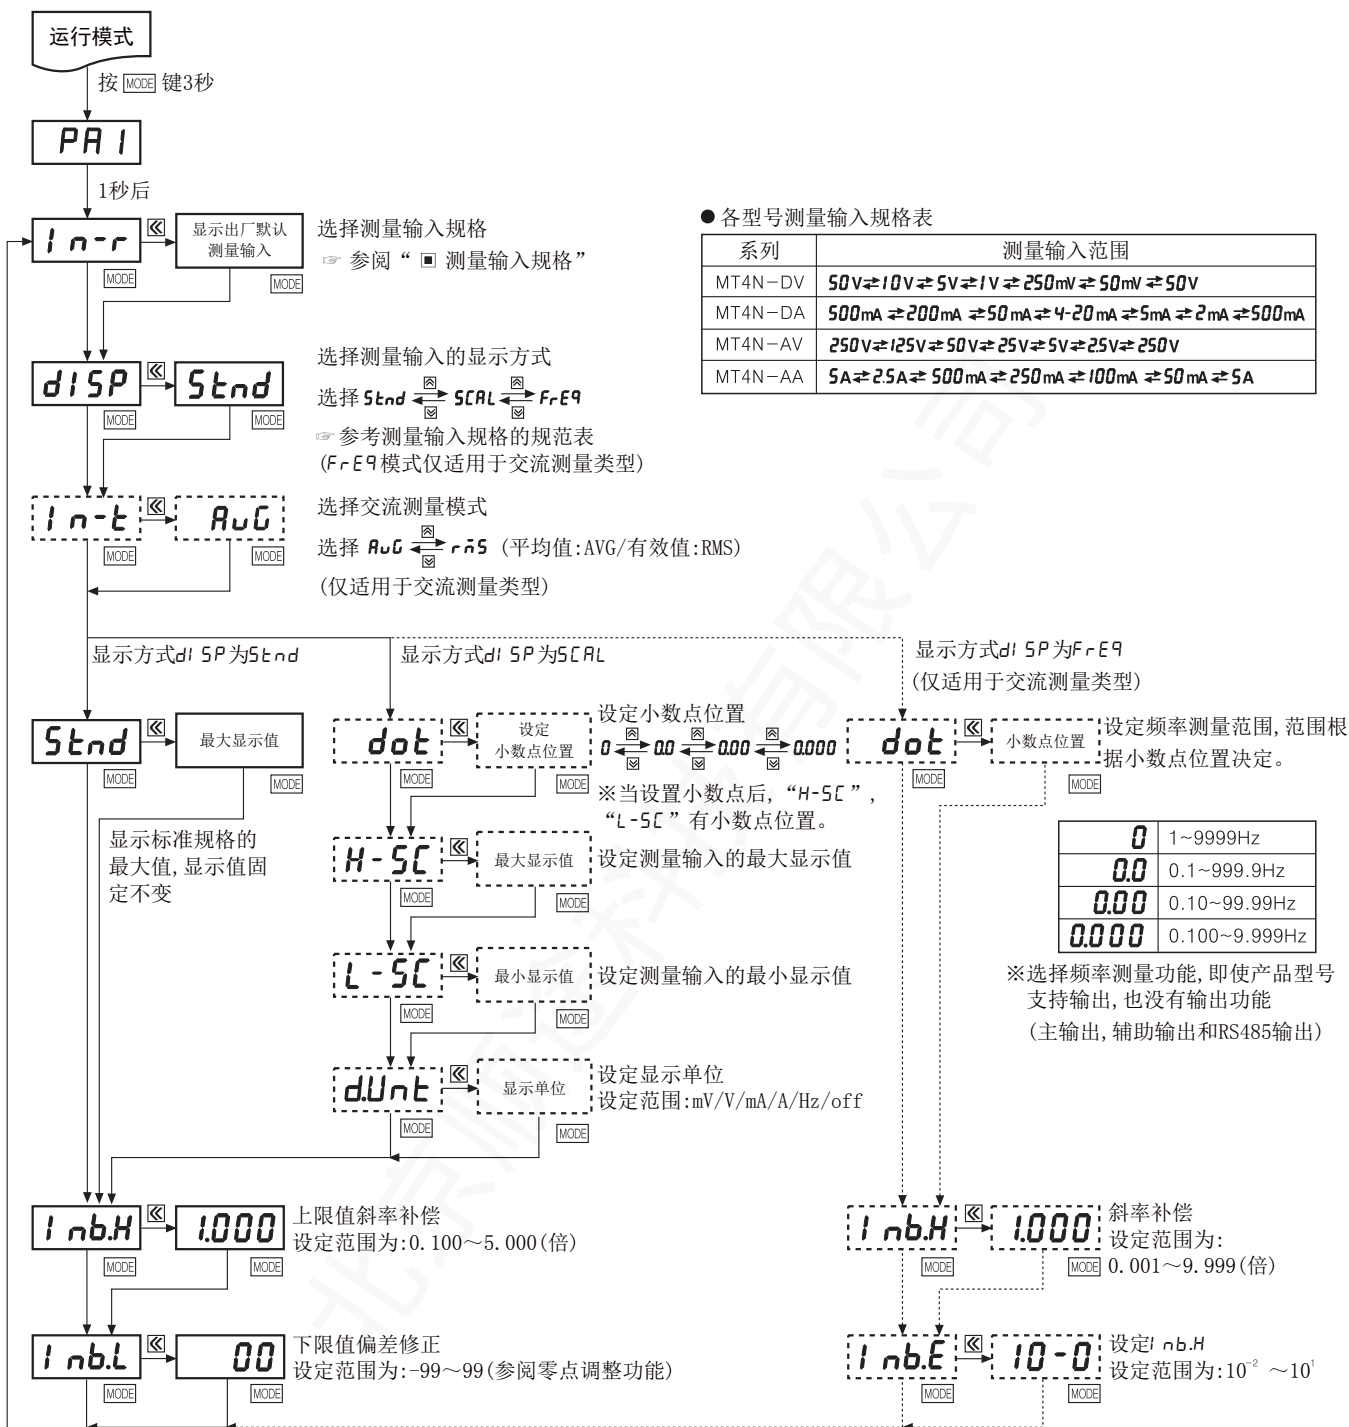 运行模式
按 MODE 键3秒
PA1
1秒后
In-r
显示出厂默认
测量输入
MODE
MODE
选择测量输入规格
☞ 参阅“ ▣ 测量输入规格”
● 各型号测量输入规格表
系列 测量输入范围
MT4N-DV 50V⇄10V⇄5V⇄1V⇄250mV⇄50mV⇄50V
MT4N-DA 500mA⇄200mA⇄50mA⇄4-20mA⇄5mA⇄2mA⇄500mA
MT4N-AV 250V⇄125V⇄50V⇄25V⇄5V⇄2.5V⇄250V
MT4N-AA 5A⇄2.5A⇄500mA⇄250mA⇄100mA⇄50mA⇄5A
dISP
Stnd
MODE
MODE
选择测量输入的显示方式
选择 Stnd ⇄ SCAL ⇄ FrEq
☞ 参考测量输入规格的规范表
(FrEq模式仅适用于交流测量类型)
In-t
AvG
MODE
MODE
选择交流测量模式
选择 AvG ⇄ rmS (平均值:AVG/有效值:RMS)
(仅适用于交流测量类型)
显示方式dISP为Stnd
显示方式dISP为SCAL
显示方式dISP为FrEq
(仅适用于交流测量类型)
Stnd
最大显示值
MODE
MODE
显示标准规格的
最大值,显示值固
定不变
dot
设定
小数点位置
MODE
MODE
设定小数点位置
0 ⇄ 0.0 ⇄ 0.00 ⇄ 0.000
※当设置小数点后,“H-SC”,
“L-SC”有小数点位置。
H-SC
最大显示值
设定测量输入的最大显示值
MODE
MODE
L-SC
最小显示值
设定测量输入的最小显示值
MODE
MODE
d.Unt
显示单位
设定显示单位
设定范围:mV/V/mA/A/Hz/off
MODE
MODE
dot
小数点位置
设定频率测量范围,范围根
据小数点位置决定。
MODE
MODE
0 1~9999Hz
0.0 0.1~999.9Hz
0.00 0.10~99.99Hz
0.000 0.100~9.999Hz
※选择频率测量功能,即使产品型号
支持输出,也没有输出功能
(主输出,辅助输出和RS485输出)
Inb.H
1.000
上限值斜率补偿
设定范围为:0.100～5.000(倍)
MODE
MODE
Inb.H
1.000
斜率补偿
设定范围为:
0.001～9.999(倍)
MODE
MODE
Inb.L
00
下限值偏差修正
设定范围为:-99～99(参阅零点调整功能)
MODE
MODE
Inb.E
10-0
设定Inb.H
设定范围为:10⁻² ～10¹
MODE
MODE
北京顺途科技有限公司